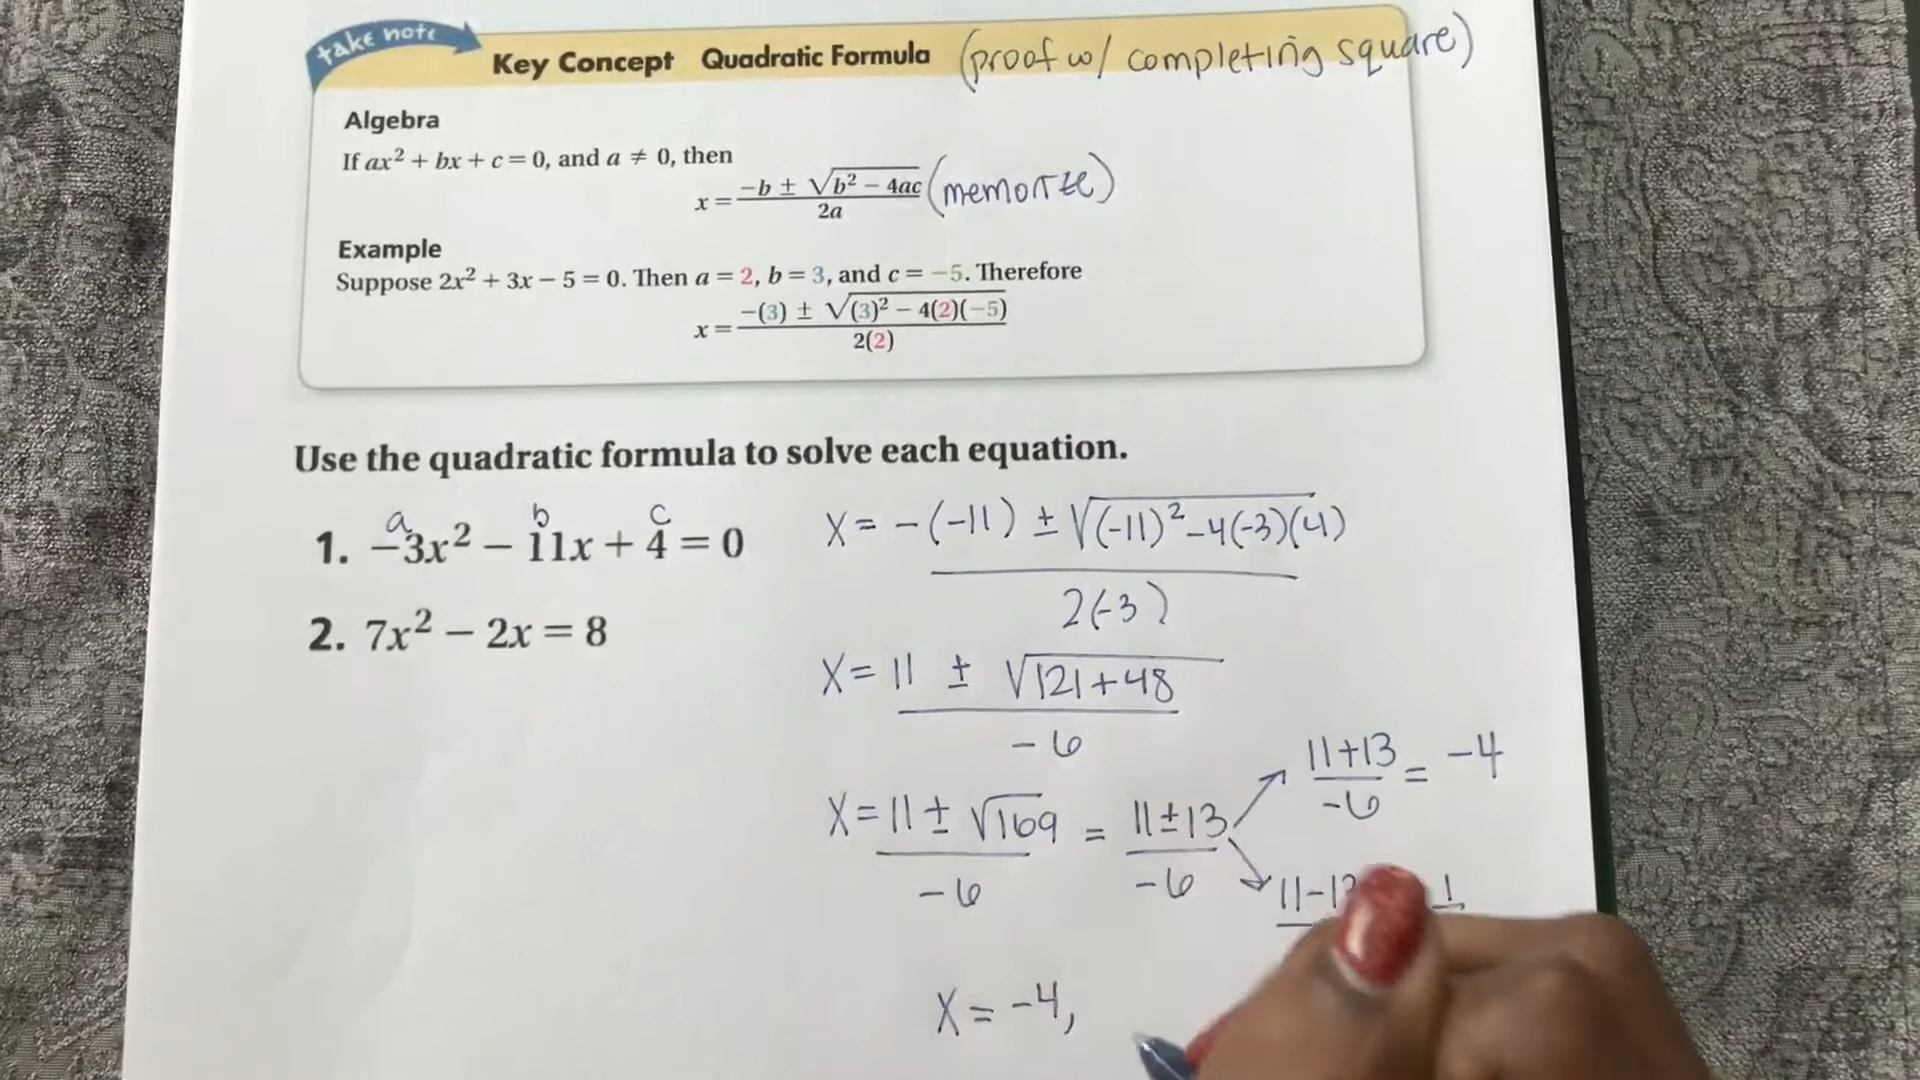 take note
Key Concept Quadratic Formula (proof w/ completing square)
Algebra
If ax² + bx + c = 0, and a ≠ 0, then
x = (-b ± √(b² − 4ac))/(2a) (memorize)
Example
Suppose 2x² + 3x − 5 = 0. Then a = 2, b = 3, and c = −5. Therefore
x = (−(3) ± √((3)² − 4(2)(−5)))/(2(2))
Use the quadratic formula to solve each equation.
a b c
1. −3x² − 11x + 4 = 0
2. 7x² − 2x = 8
X = −(−11) ± √((−11)² − 4(−3)(4))
2(−3)
X = 11 ± √(121+48)
−6
X = 11 ± √169 = 11±13
−6 −6
11+13 = −4
−6
11−13 1
X = −4,